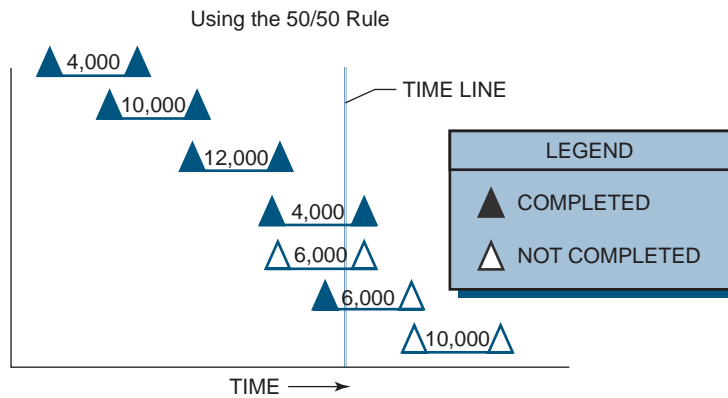 Using the 50/50 Rule
4,000
10,000
TIME LINE
12,000
LEGEND
COMPLETED
4,000
NOT COMPLETED
6,000
6,000
10,000
TIME